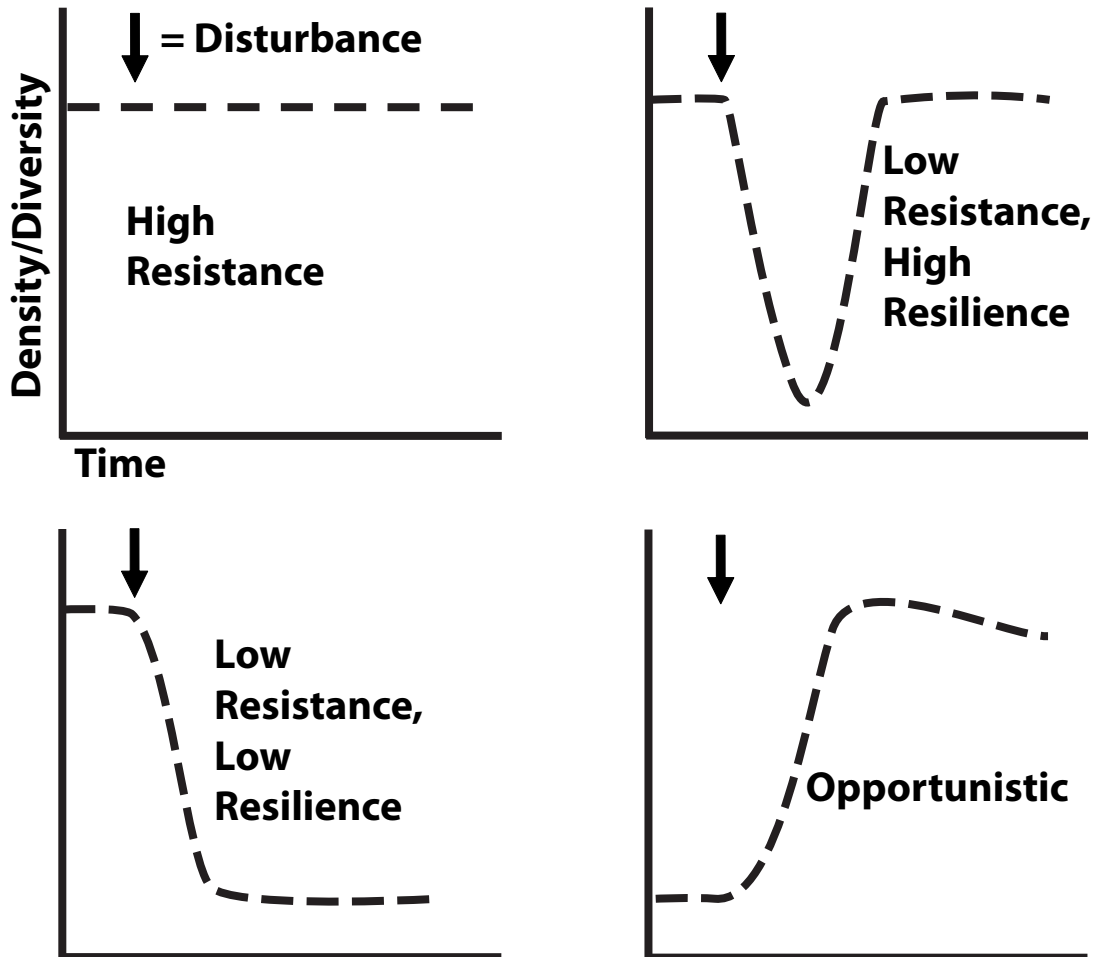 = Disturbance
Density/Diversity
High
Resistance
Time
Low
Resistance,
High
Resilience
Low
Resistance,
Low
Resilience
Opportunistic